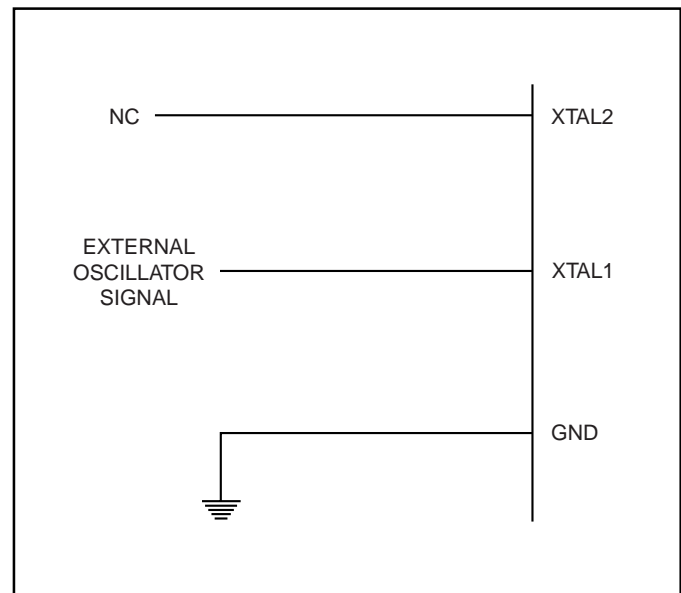 NC
XTAL2
EXTERNAL
OSCILLATOR
SIGNAL
XTAL1
GND